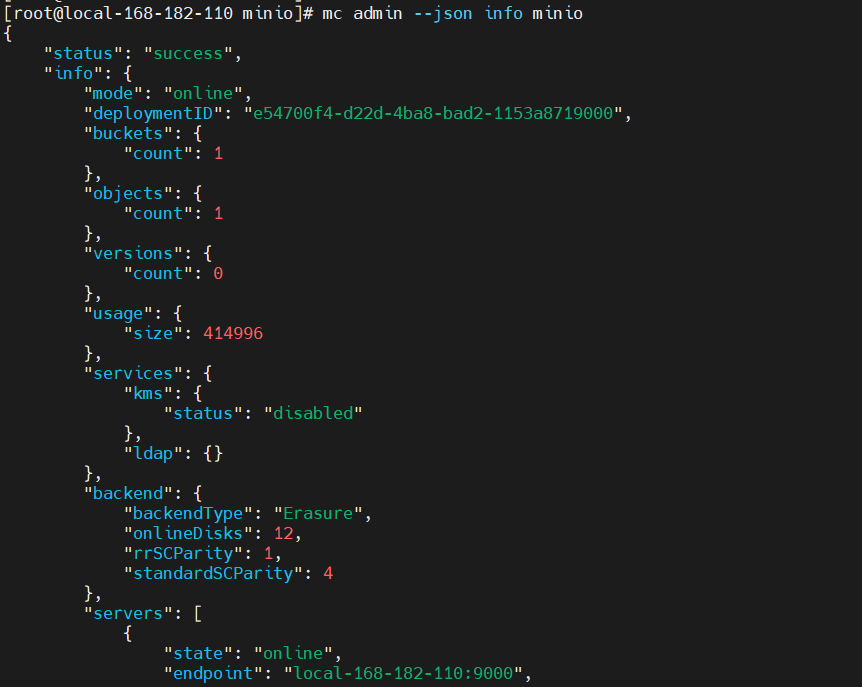 [root@local-168-182-110 minio]# mc admin --json info minio
{
    "status": "success",
    "info": {
        "mode": "online",
        "deploymentID": "e54700f4-d22d-4ba8-bad2-1153a8719000",
        "buckets": {
            "count": 1
        },
        "objects": {
            "count": 1
        },
        "versions": {
            "count": 0
        },
        "usage": {
            "size": 414996
        },
        "services": {
            "kms": {
                "status": "disabled"
            },
            "ldap": {}
        },
        "backend": {
            "backendType": "Erasure",
            "onlineDisks": 12,
            "rrSCParity": 1,
            "standardSCParity": 4
        },
        "servers": [
            {
                "state": "online",
                "endpoint": "local-168-182-110:9000",